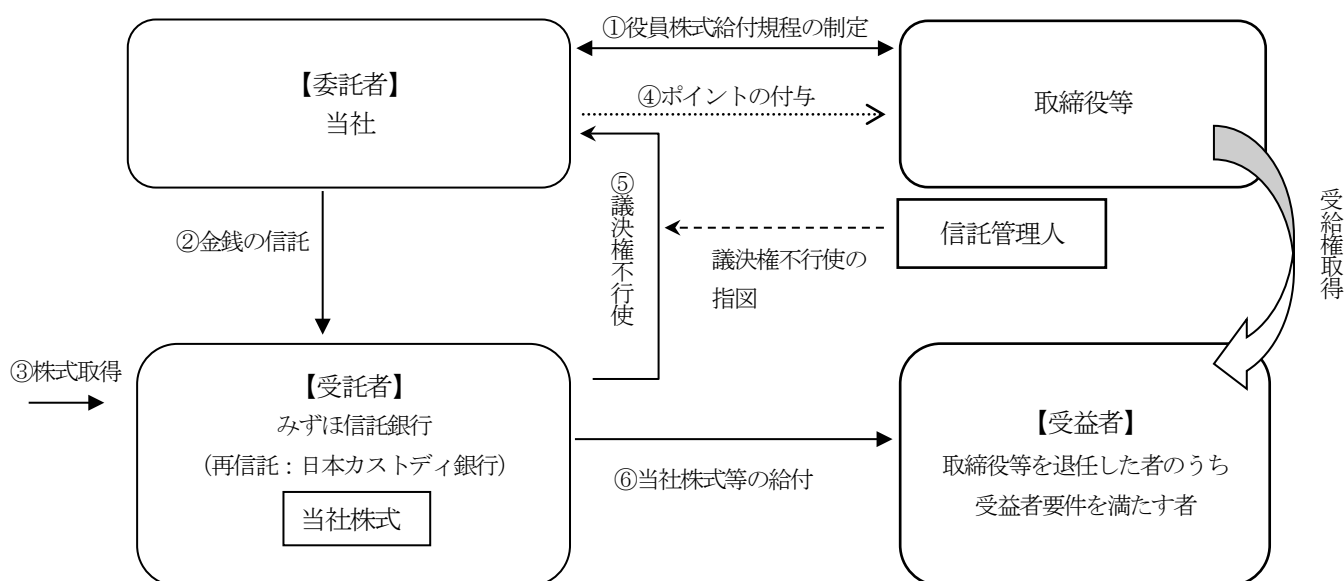 ①役員株式給付規程の制定
【委託者】
当社
④ポイントの付与
取締役等
⑤議決権不行使
受給権取得
②金銭の信託
信託管理人
議決権不行使の
指図
③株式取得
【受託者】
みずほ信託銀行
(再信託:日本カストディ銀行)
当社株式
⑥当社株式等の給付
【受益者】
取締役等を退任した者のうち
受益者要件を満たす者